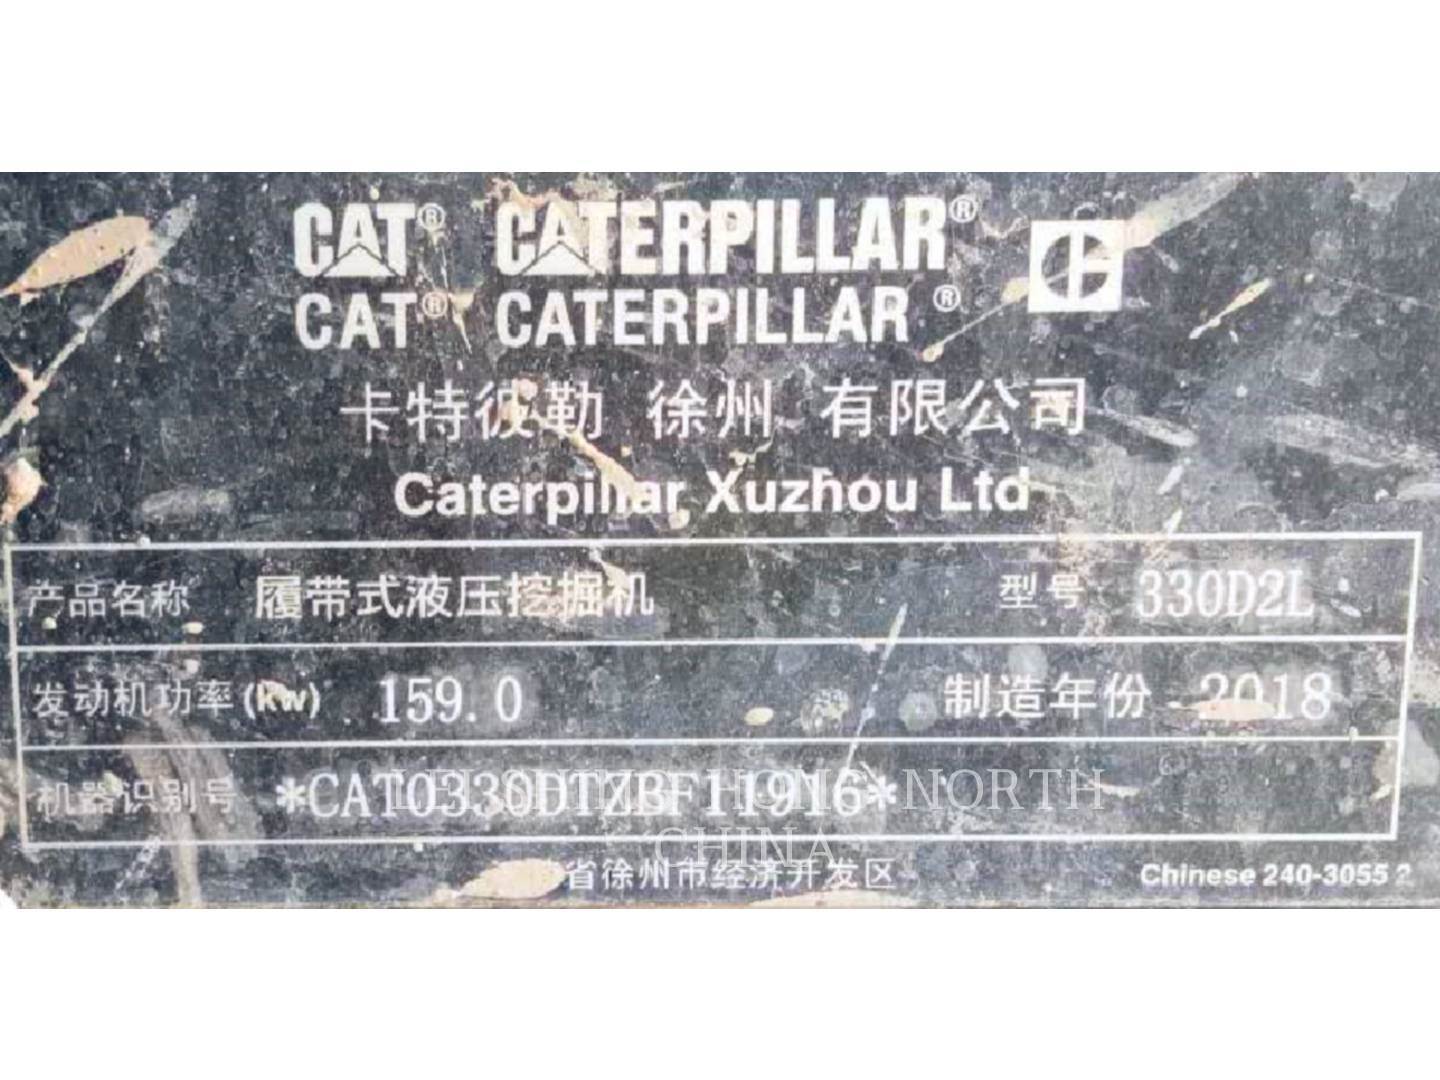 CAT® CATERPILLAR®
CAT® CATERPILLAR®
卡特彼勒 徐州 有限公司
Caterpillar Xuzhou Ltd
产品名称 履带式液压挖掘机 型号 330D2L
发动机功率(kw) 159.0 制造年份 2018
机器识别号 *CAT0330DTZBF11916*
NORTH
CHINA
省徐州市经济开发区 Chinese 240-3055 2